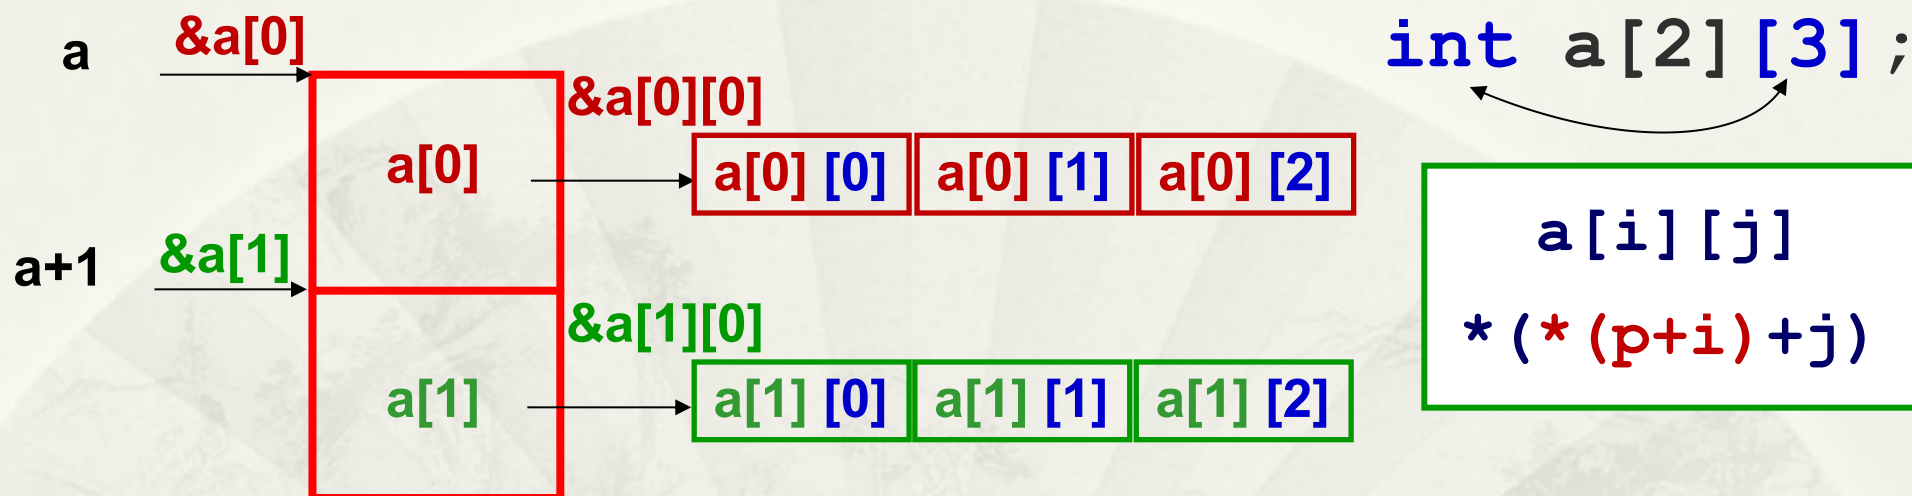 a
&a[0]
int a[2][3];
&a[0][0]
a[0]
a[0] [0]
a[0] [1]
a[0] [2]
a[i][j]
a+1
&a[1]
&a[1][0]
*(*(p+i)+j)
a[1]
a[1] [0]
a[1] [1]
a[1] [2]